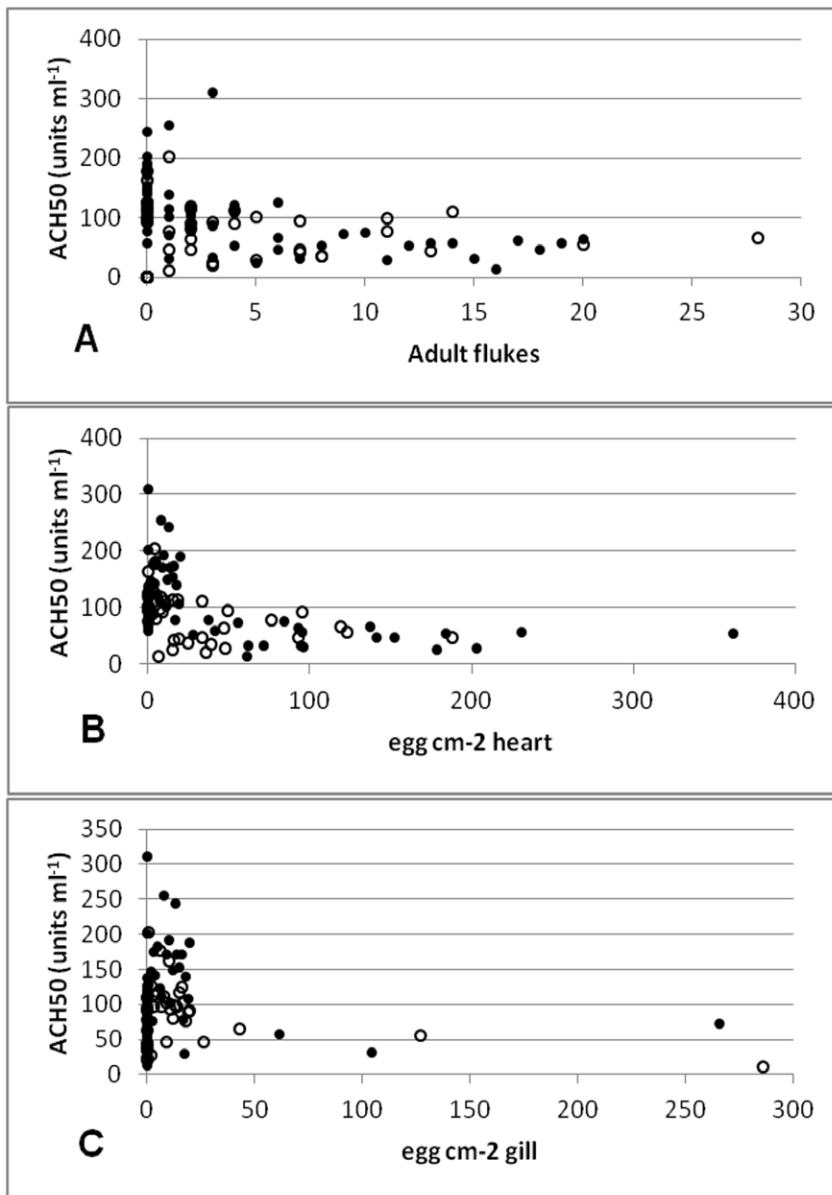 400
300
200
100
0
ACH50 (units ml-1)
0 5 10 15 20 25 30
A
Adult flukes
400
300
200
100
0
ACH50 (units ml-1)
0 100 200 300 400
B
egg cm-2 heart
350
300
250
200
150
100
50
0
ACH50 (units ml-1)
0 50 100 150 200 250 300
C
egg cm-2 gill